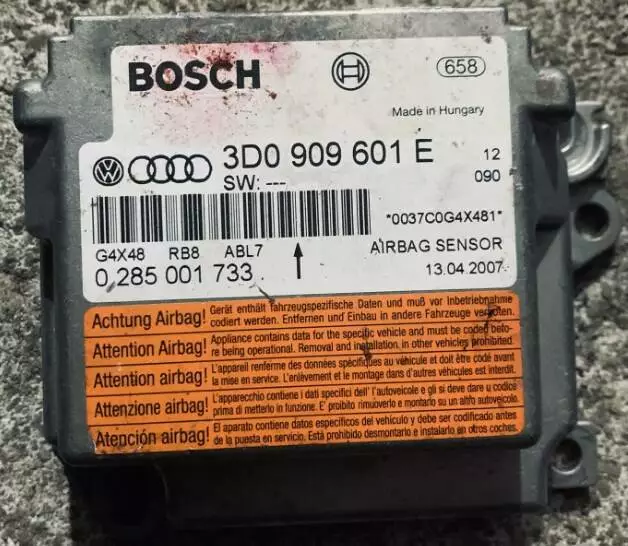 BOSCH
658
Made in Hungary
3D0 909 601 E
12
SW: ---
090
*0037C0G4X481*
G4X48 RB8 ABL7
AIRBAG SENSOR
0 285 001 733
13.04.2007
Achtung Airbag! Gerät enthält fahrzeugspezifische Daten und muß vor Inbetriebnahme
codiert werden. Entfernen und Einbau in andere Fahrzeuge verboten.
Attention Airbag! Appliance contains data for the specific vehicle and must be coded befo-
re being operational. Removal and installation in other vehicles prohibited.
Attention airbag! L'appareil renferme des données spécifiques au véhicule et doit être codé avant
la mise en service. L'enlèvement et le montage dans d'autres véhicules est interdit.
Attenzione airbag! L'apparecchio contiene i dati specifici dell' l'autoveicolo e gli si deve dare u codice
prima di metterlo in funzione. E' proibito rimuoverlo e montarlo su altro autoveicolo.
Atención airbag! El aparato contiene datos específicos del vehículo y debe ser codificado antes
de la puesta en servicio. Está prohibido desmontarlo e instalarlo en otros coches.